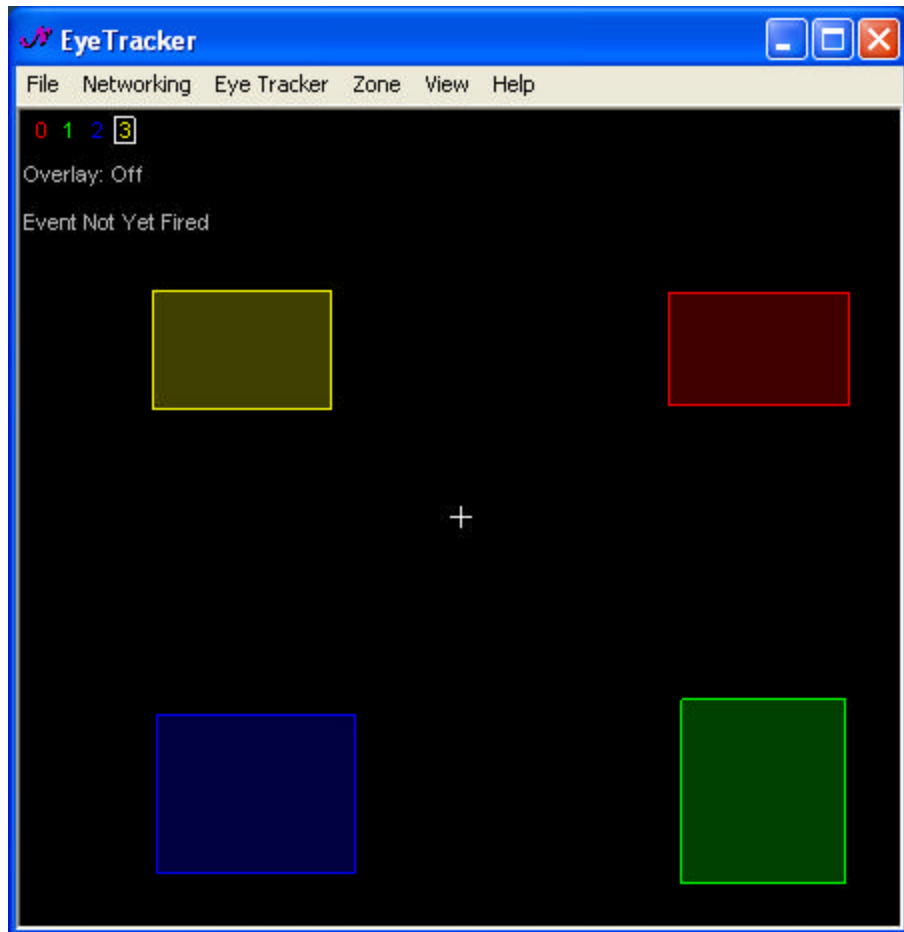 EyeTracker
File Networking Eye Tracker Zone View Help
0 1 2 3
Overlay: Off
Event Not Yet Fired